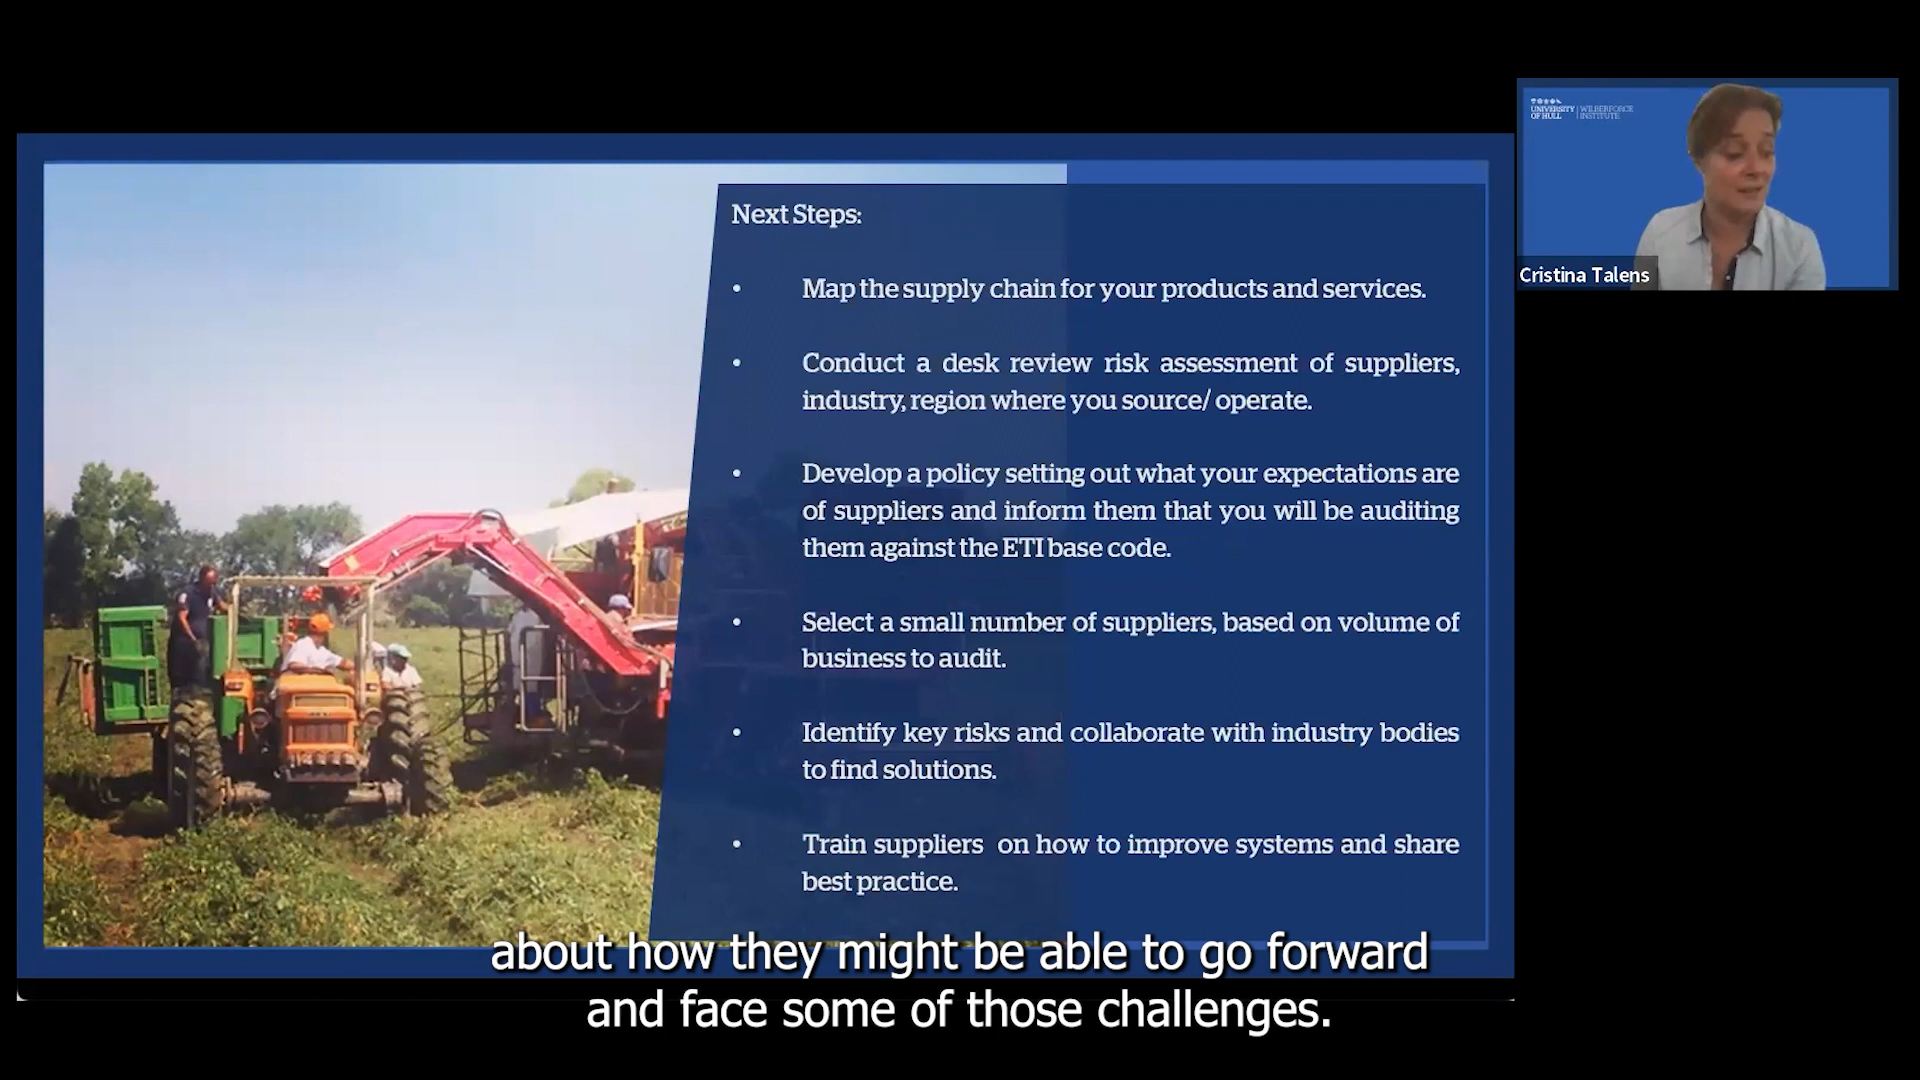 Next Steps:
• Map the supply chain for your products and services.
• Conduct a desk review risk assessment of suppliers,
industry, region where you source/ operate.
• Develop a policy setting out what your expectations are
of suppliers and inform them that you will be auditing
them against the ETI base code.
• Select a small number of suppliers, based on volume of
business to audit.
• Identify key risks and collaborate with industry bodies
to find solutions.
• Train suppliers on how to improve systems and share
best practice.
UNIVERSITY
OF HULL
WILBERFORCE
INSTITUTE
Cristina Talens
about how they might be able to go forward
and face some of those challenges.